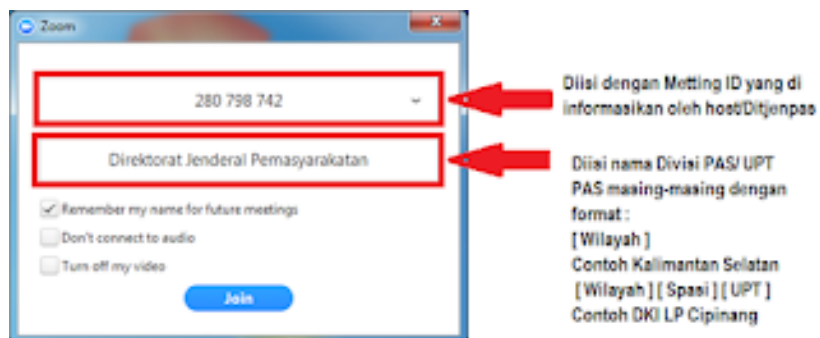 Zoom
280 798 742
Diisi dengan Metting ID yang di
informasikan oleh host/Ditjenpas
Direktorat Jenderal Pemasyarakatan
Diisi nama Divisi PAS/ UPT
PAS masing-masing dengan
format :
[ Wilayah ]
Contoh Kalimantan Selatan
[ Wilayah ] [ Spasi ] [ UPT ]
Contoh DKI LP Cipinang
Remember my name for future meetings
Don't connect to audio
Turn off my video
Join